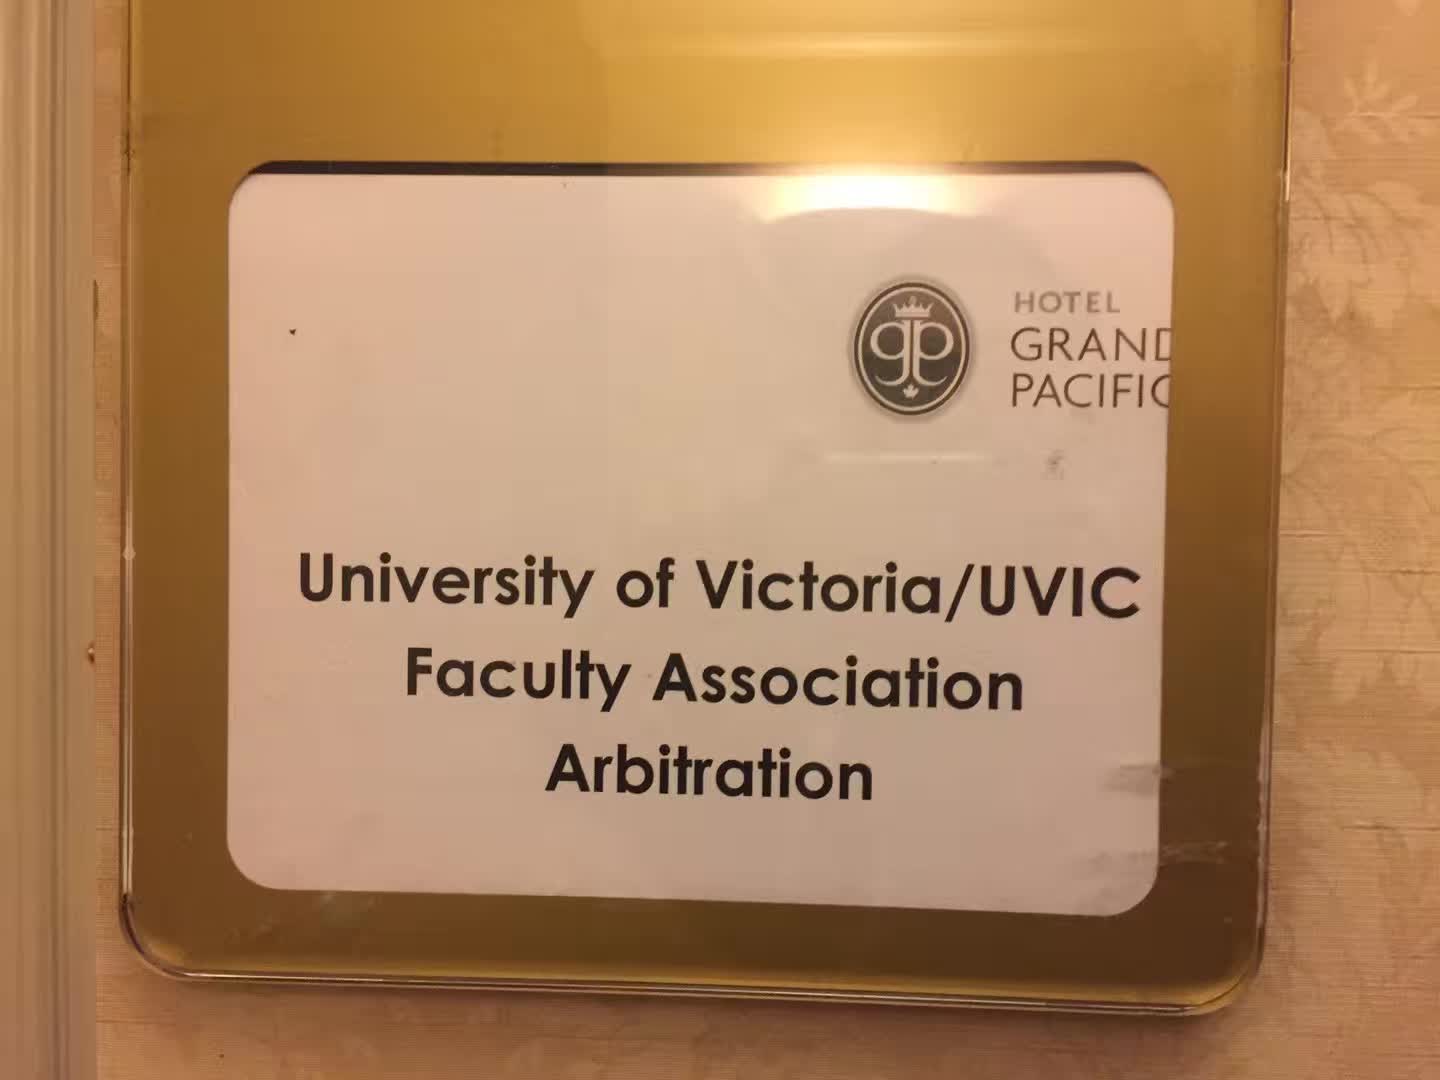 HOTEL
GRAND
PACIFIC
University of Victoria/UVIC
Faculty Association
Arbitration